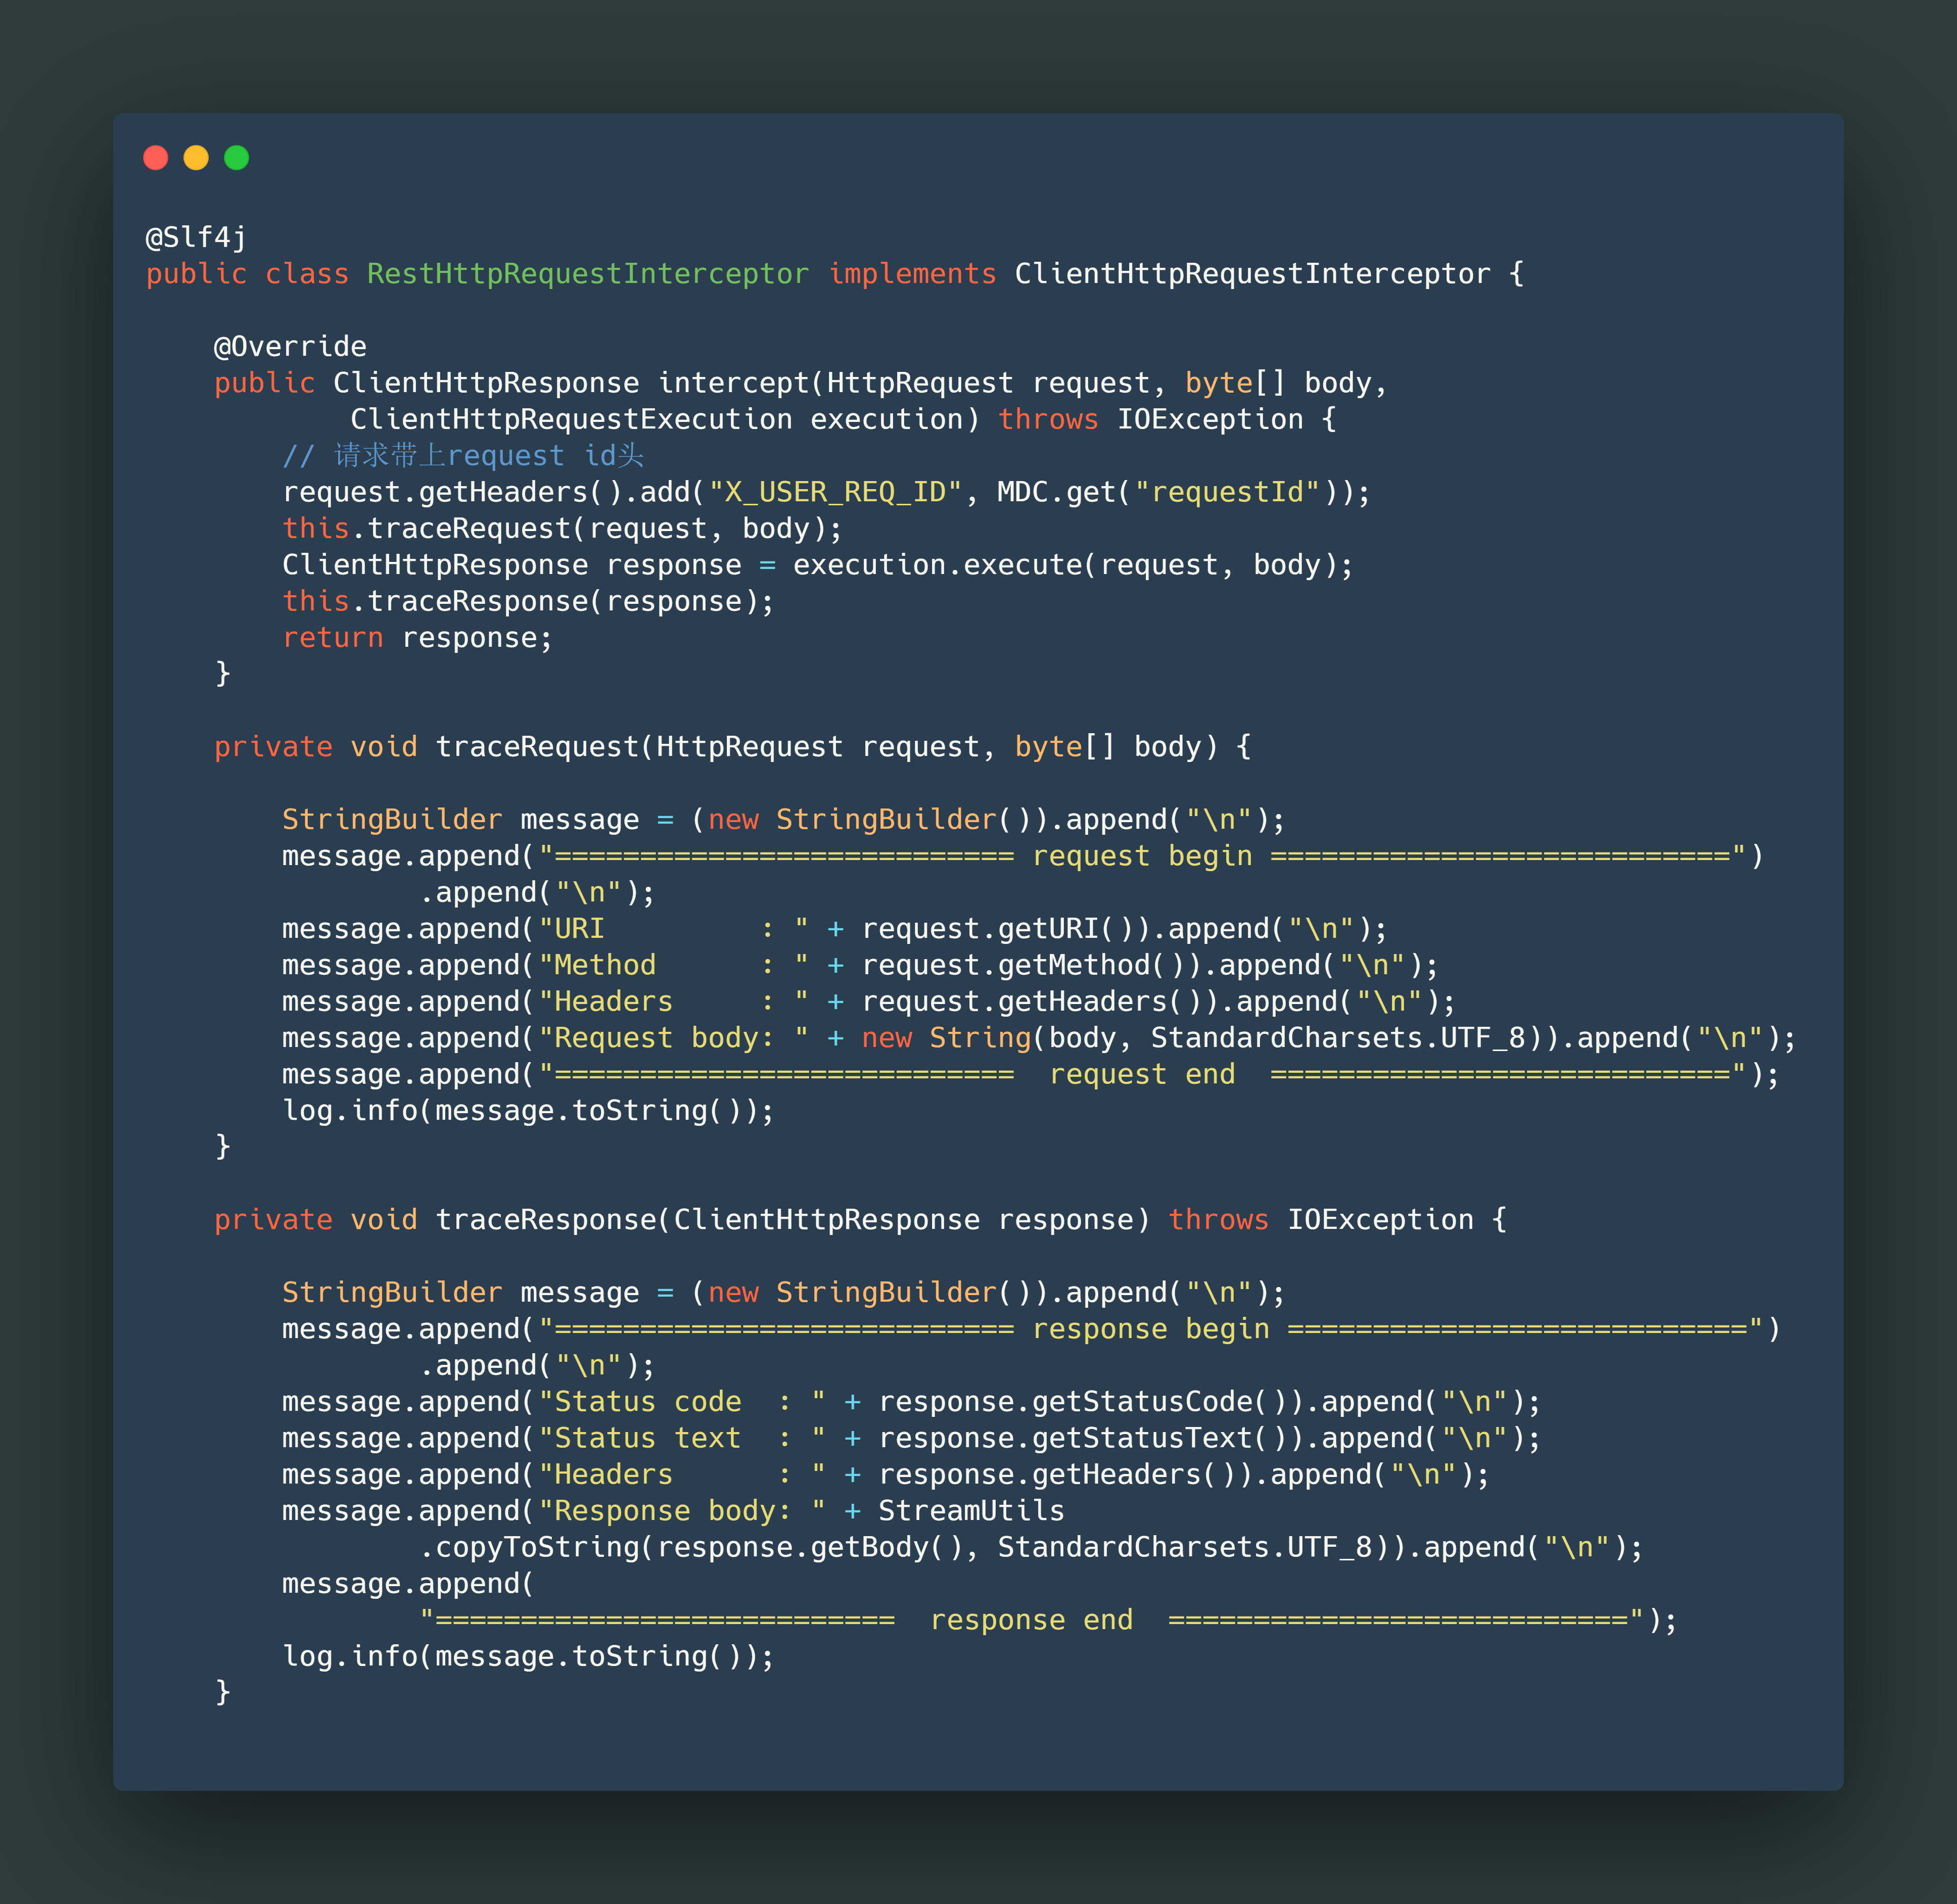 @Slf4j
public class RestHttpRequestInterceptor implements ClientHttpRequestInterceptor {
@Override
public ClientHttpResponse intercept(HttpRequest request, byte[] body,
ClientHttpRequestExecution execution) throws IOException {
// 请求带上request id头
request.getHeaders().add("X_USER_REQ_ID", MDC.get("requestId"));
this.traceRequest(request, body);
ClientHttpResponse response = execution.execute(request, body);
this.traceResponse(response);
return response;
}
private void traceRequest(HttpRequest request, byte[] body) {
StringBuilder message = (new StringBuilder()).append("\n");
message.append("=========================== request begin ===========================")
.append("\n");
message.append("URI         : " + request.getURI()).append("\n");
message.append("Method      : " + request.getMethod()).append("\n");
message.append("Headers     : " + request.getHeaders()).append("\n");
message.append("Request body: " + new String(body, StandardCharsets.UTF_8)).append("\n");
message.append("===========================  request end  ===========================");
log.info(message.toString());
}
private void traceResponse(ClientHttpResponse response) throws IOException {
StringBuilder message = (new StringBuilder()).append("\n");
message.append("=========================== response begin ===========================")
.append("\n");
message.append("Status code  : " + response.getStatusCode()).append("\n");
message.append("Status text  : " + response.getStatusText()).append("\n");
message.append("Headers      : " + response.getHeaders()).append("\n");
message.append("Response body: " + StreamUtils
.copyToString(response.getBody(), StandardCharsets.UTF_8)).append("\n");
message.append(
"===========================  response end  ===========================");
log.info(message.toString());
}